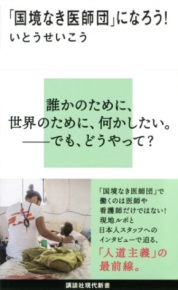 「国境なき医師団」になろう!
いとうせいこう
誰かのために、
世界のために、何かしたい。
――でも、どうやって?
「国境なき医師団」で
働くのは医師や
看護師だけではない!
現地ルポと
日本人スタッフへの
インタビューで迫る、
「人道主義」の
最前線。
講談社現代新書